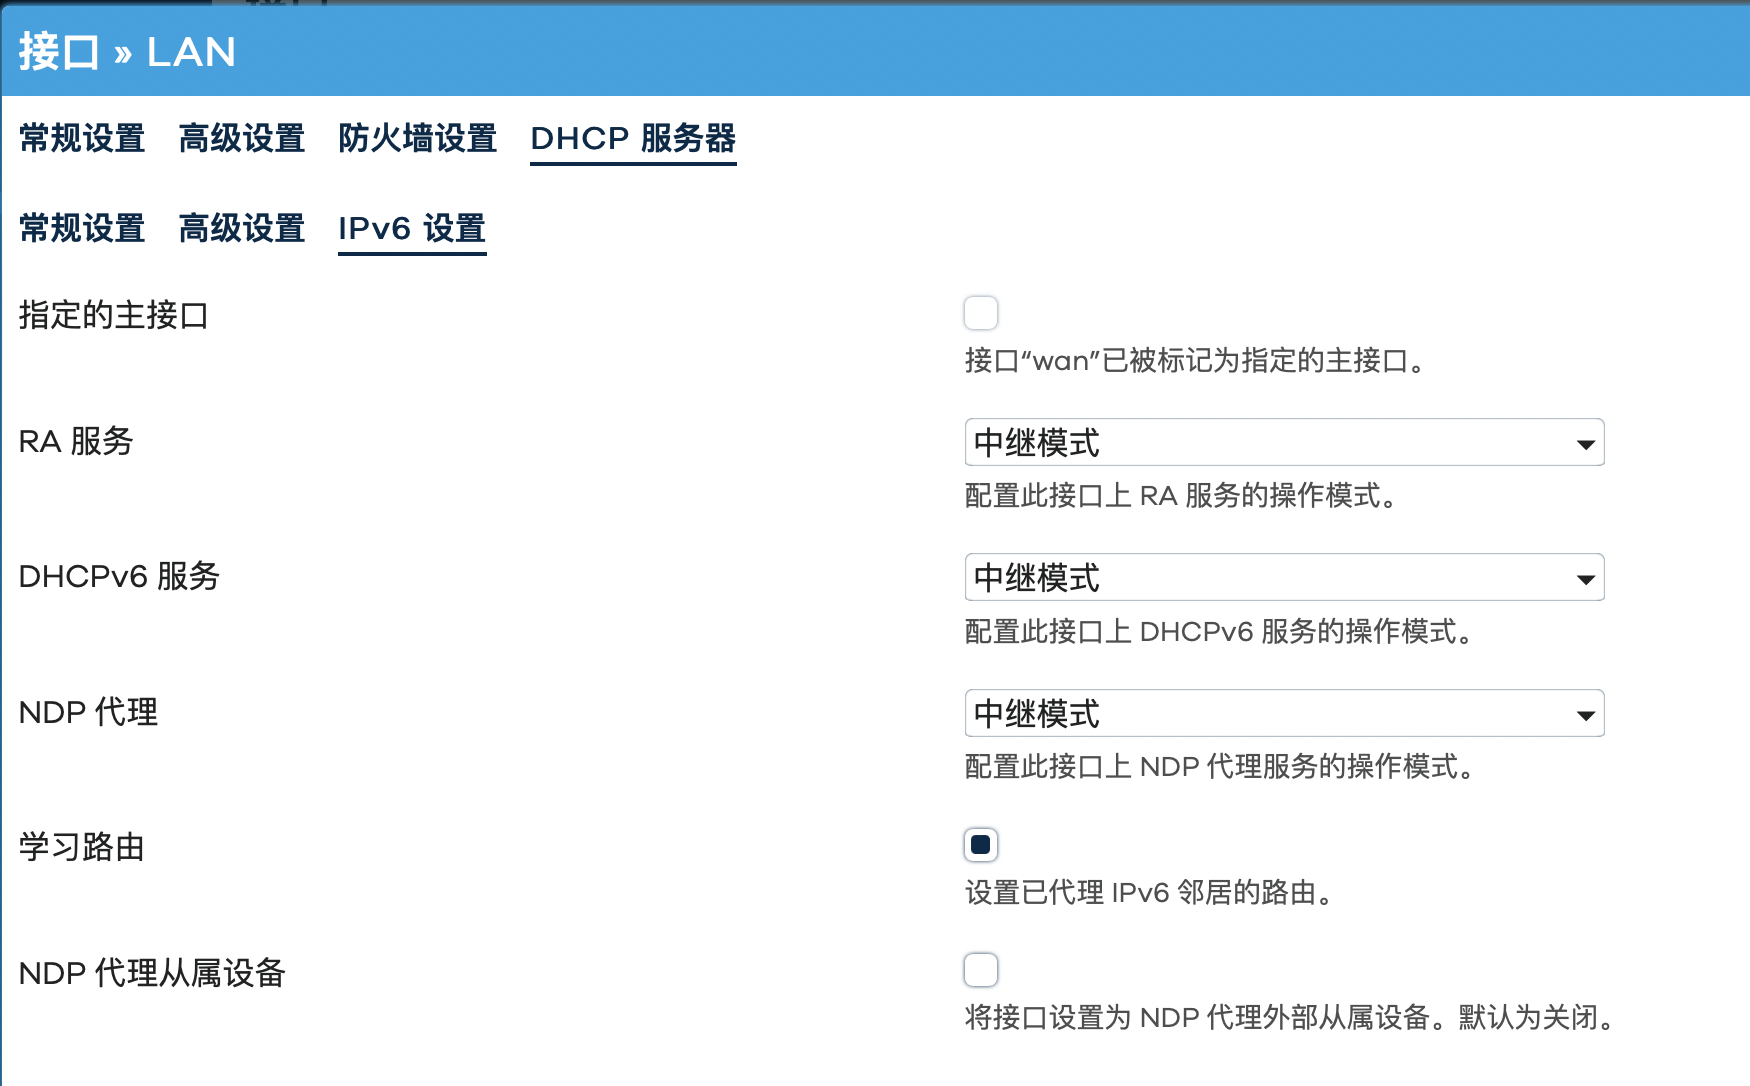 接口 » LAN
常规设置 高级设置 防火墙设置 DHCP 服务器
常规设置 高级设置 IPv6 设置
指定的主接口
接口“wan”已被标记为指定的主接口。
RA 服务 中继模式
配置此接口上 RA 服务的操作模式。
DHCPv6 服务 中继模式
配置此接口上 DHCPv6 服务的操作模式。
NDP 代理 中继模式
配置此接口上 NDP 代理服务的操作模式。
学习路由
设置已代理 IPv6 邻居的路由。
NDP 代理从属设备
将接口设置为 NDP 代理外部从属设备。默认为关闭。